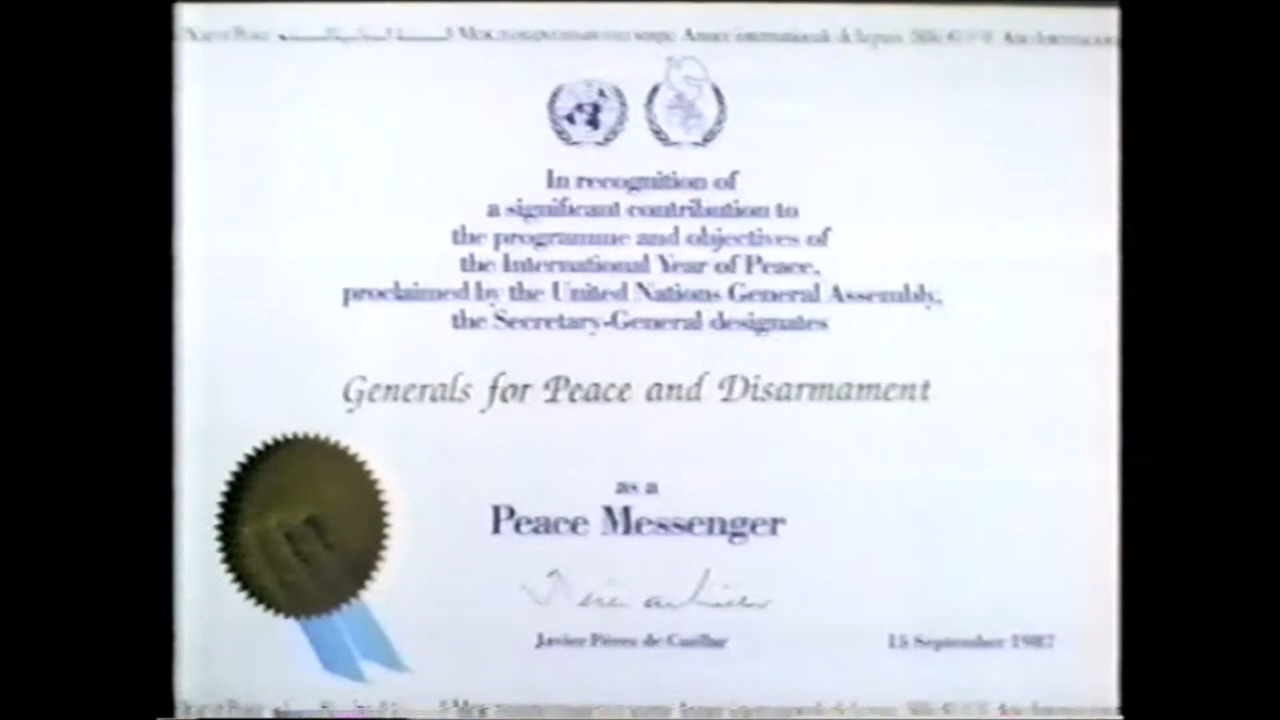 In recognition of
a significant contribution to
the programme and objectives of
the International Year of Peace,
proclaimed by the United Nations General Assembly,
the Secretary-General designates
Generals for Peace and Disarmament
as a
Peace Messenger
Javier Pérez de Cuéllar
15 September 1987